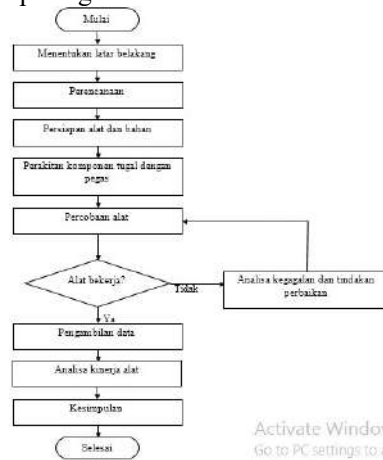 Mulai
Menentukan latar belakang
Perencanaan
Persiapan alat dan bahan
Perakitan komponen tugal dengan
pegas
Percobaan alat
Alat bekerja?
Tidak
Analisa kegagalan dan tindakan
perbaikan
Ya
Pengambilan data
Analisa kinerja alat
Kesimpulan
Selesai
Activate Window
Go to PC settings to a